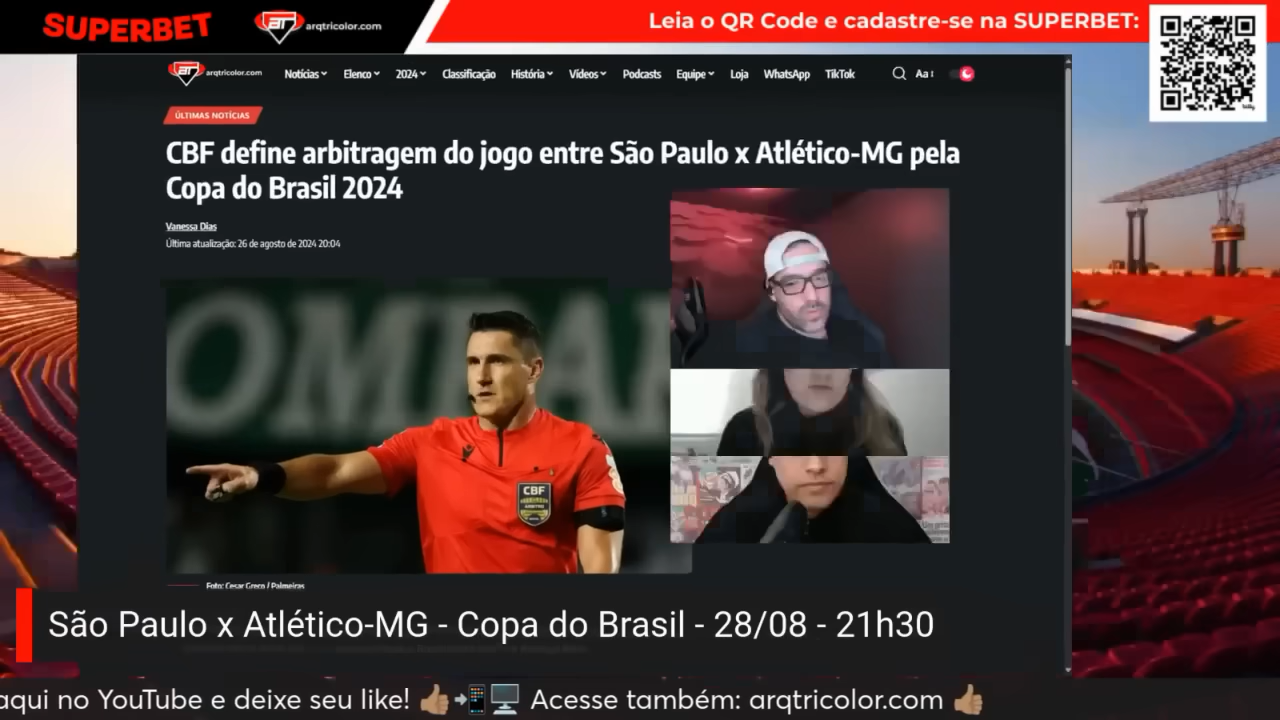 SUPERBET
arqtricolor.com
Leia o QR Code e cadastre-se na SUPERBET:
arqtricolor.com
Notícias Elenco 2024 Classificação História Vídeos Podcasts Equipe Loja WhatsApp TikTok
Aa
ÚLTIMAS NOTÍCIAS
CBF define arbitragem do jogo entre São Paulo x Atlético-MG pela
Copa do Brasil 2024
Vanessa Dias
Última atualização: 26 de agosto de 2024 20:04
CBF
Foto: Cesar Greco / Palmeiras
São Paulo x Atlético-MG - Copa do Brasil - 28/08 - 21h30
aqui no YouTube e deixe seu like! 👍🏽📲🖥️ Acesse também: arqtricolor.com 👍🏽